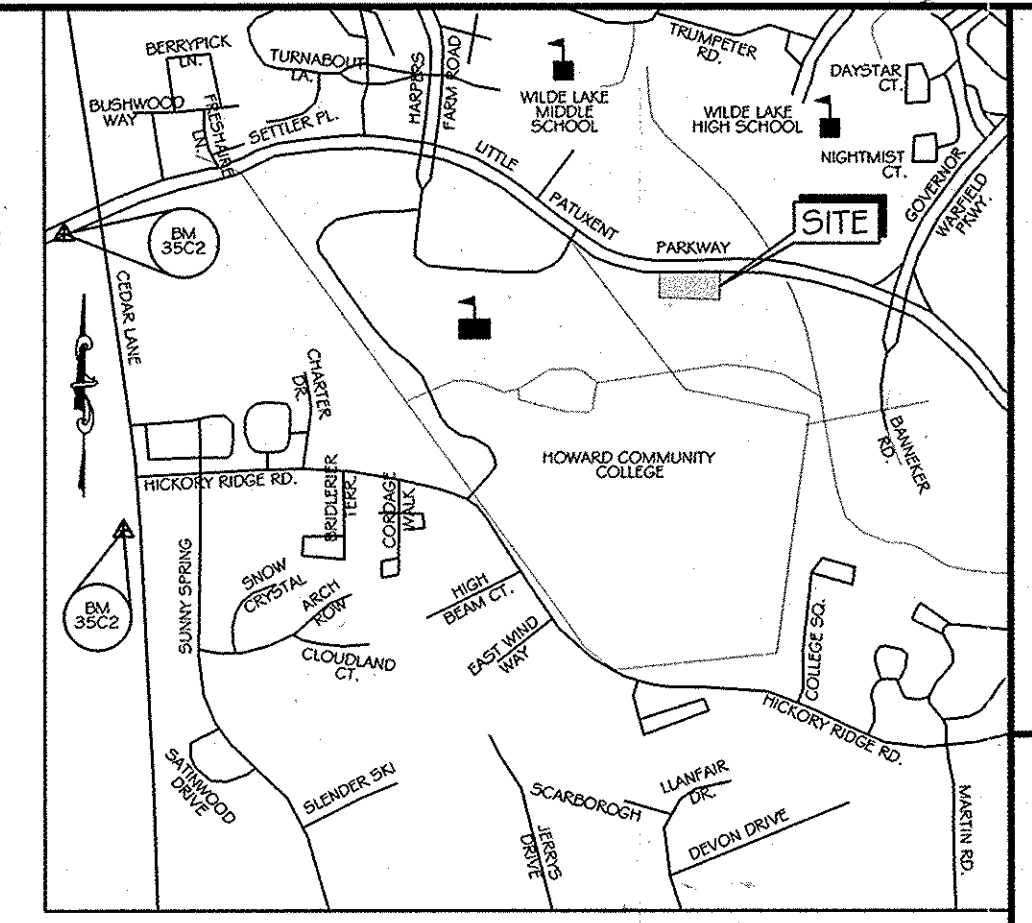 BERRYPICK
LN.
TURNABOUT
LA.
HARPERS
FARM ROAD
TRUMPETER
RD.
DAYSTAR
CT.
BUSHWOOD
WAY
FRESHAIRE
LN.
SETTLER PL.
WILDE LAKE
MIDDLE
SCHOOL
WILDE LAKE
HIGH SCHOOL
NIGHTMIST
CT.
LITTLE
PATUXENT
PARKWAY
GOVERNOR
WARFIELD
PKWY.
SITE
BM
35C2
CEDAR LANE
CHARTER
DR.
HOWARD COMMUNITY
COLLEGE
BANNEKER
RD.
HICKORY RIDGE RD.
BRIDLERIER
TERR.
CORDAGE
WALK
BM
35C2
SUNNY SPRING
SNOW
CRYSTAL
ARCH
ROW
CLOUDLAND
CT.
HIGH
BEAM CT.
EAST WIND
WAY
COLLEGE SQ.
HICKORY RIDGE RD.
SATINWOOD
DRIVE
SLENDER SKI
JERRYS
DRIVE
SCARBOROGH
LLANFAIR
DR.
DEVON DRIVE
MARTIN RD.